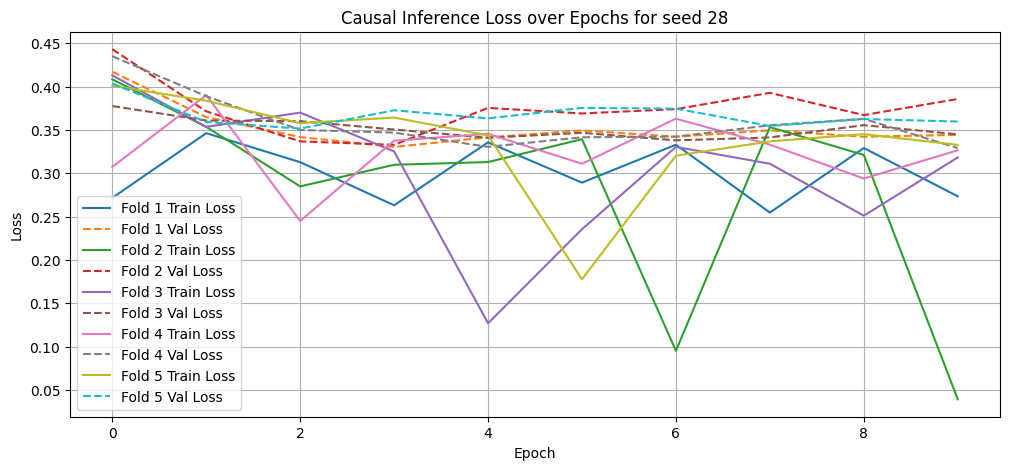 Causal Inference Loss over Epochs for seed 28
Loss
0.45
0.40
0.35
0.30
0.25
0.20
0.15
0.10
0.05
Fold 1 Train Loss
Fold 1 Val Loss
Fold 2 Train Loss
Fold 2 Val Loss
Fold 3 Train Loss
Fold 3 Val Loss
Fold 4 Train Loss
Fold 4 Val Loss
Fold 5 Train Loss
Fold 5 Val Loss
0 2 4 6 8
Epoch